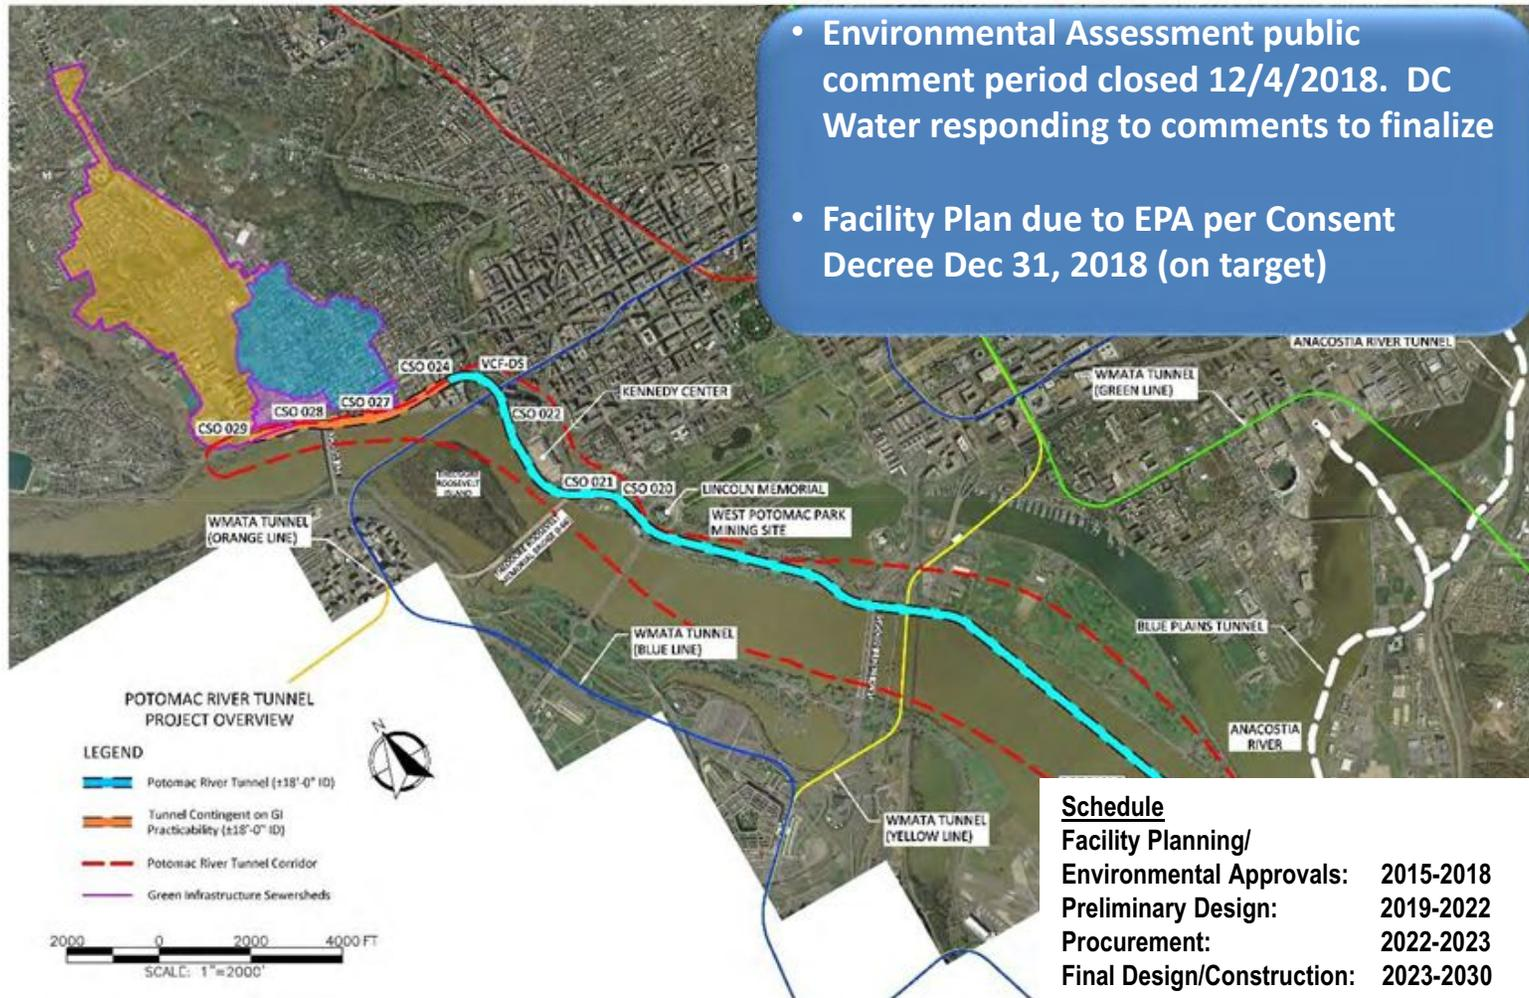 • Environmental Assessment public
comment period closed 12/4/2018. DC
Water responding to comments to finalize
• Facility Plan due to EPA per Consent
Decree Dec 31, 2018 (on target)
ANACOSTIA RIVER TUNNEL
WMATA TUNNEL
(GREEN LINE)
CSO 024
VCF-DS
KENNEDY CENTER
CSO 022
CSO 027
CSO 028
CSO 029
CSO 021
CSO 020
LINCOLN MEMORIAL
WEST POTOMAC PARK
MINING SITE
ROOSEVELT
ISLAND
THEODORE ROOSEVELT
MEMORIAL BRIDGE
WMATA TUNNEL
(ORANGE LINE)
WMATA TUNNEL
(BLUE LINE)
BLUE PLAINS TUNNEL
ANACOSTIA
RIVER
WMATA TUNNEL
(YELLOW LINE)
POTOMAC RIVER TUNNEL
PROJECT OVERVIEW
N
LEGEND
Potomac River Tunnel (±18'-0" ID)
Tunnel Contingent on GI
Practicability (±18'-0" ID)
Potomac River Tunnel Corridor
Green Infrastructure Sewersheds
2000 0 2000 4000 FT
SCALE: 1"=2000'
Schedule
Facility Planning/
Environmental Approvals: 2015-2018
Preliminary Design: 2019-2022
Procurement: 2022-2023
Final Design/Construction: 2023-2030